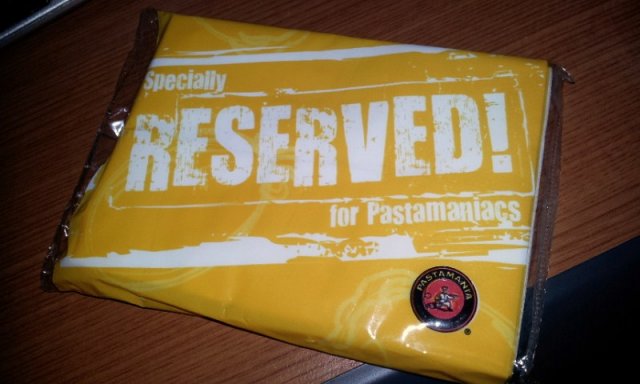 Specially
RESERVED!
for Pastamaniacs
PASTAMANIA
®